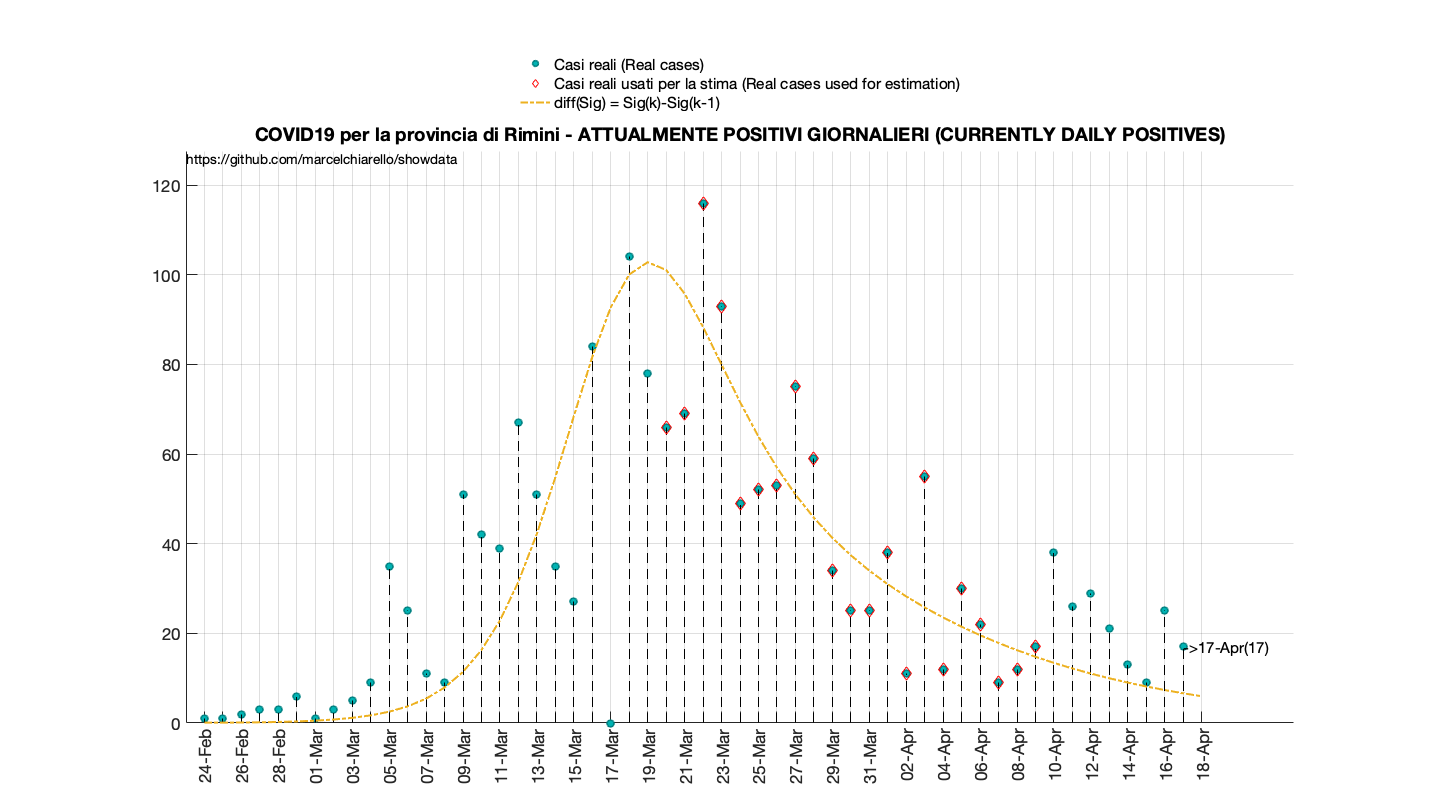 Casi reali (Real cases)
Casi reali usati per la stima (Real cases used for estimation)
diff(Sig) = Sig(k)-Sig(k-1)
COVID19 per la provincia di Rimini - ATTUALMENTE POSITIVI GIORNALIERI (CURRENTLY DAILY POSITIVES)
https://github.com/marcelchiarello/showdata
120
100
80
60
40
20
0
>17-Apr(17)
24-Feb
26-Feb
28-Feb
01-Mar
03-Mar
05-Mar
07-Mar
09-Mar
11-Mar
13-Mar
15-Mar
17-Mar
19-Mar
21-Mar
23-Mar
25-Mar
27-Mar
29-Mar
31-Mar
02-Apr
04-Apr
06-Apr
08-Apr
10-Apr
12-Apr
14-Apr
16-Apr
18-Apr